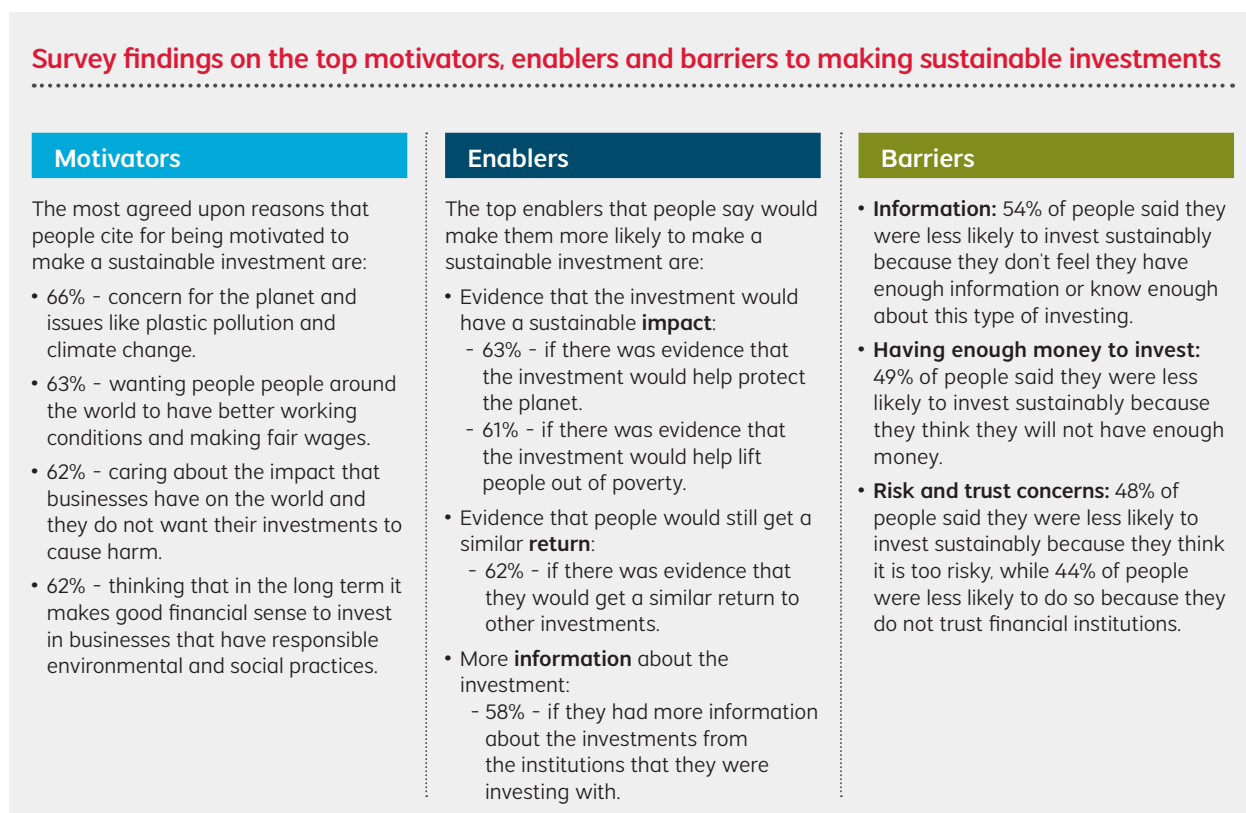 Survey findings on the top motivators, enablers and barriers to making sustainable investments
Motivators
The most agreed upon reasons that
people cite for being motivated to
make a sustainable investment are:
• 66% - concern for the planet and
issues like plastic pollution and
climate change.
• 63% - wanting people people around
the world to have better working
conditions and making fair wages.
• 62% - caring about the impact that
businesses have on the world and
they do not want their investments to
cause harm.
• 62% - thinking that in the long term it
makes good financial sense to invest
in businesses that have responsible
environmental and social practices.
Enablers
The top enablers that people say would
make them more likely to make a
sustainable investment are:
• Evidence that the investment would
have a sustainable impact:
- 63% - if there was evidence that
the investment would help protect
the planet.
- 61% - if there was evidence that
the investment would help lift
people out of poverty.
• Evidence that people would still get a
similar return:
- 62% - if there was evidence that
they would get a similar return to
other investments.
• More information about the
investment:
- 58% - if they had more information
about the investments from
the institutions that they were
investing with.
Barriers
• Information: 54% of people said they
were less likely to invest sustainably
because they don't feel they have
enough information or know enough
about this type of investing.
• Having enough money to invest:
49% of people said they were less
likely to invest sustainably because
they think they will not have enough
money.
• Risk and trust concerns: 48% of
people said they were less likely to
invest sustainably because they think
it is too risky, while 44% of people
were less likely to do so because they
do not trust financial institutions.